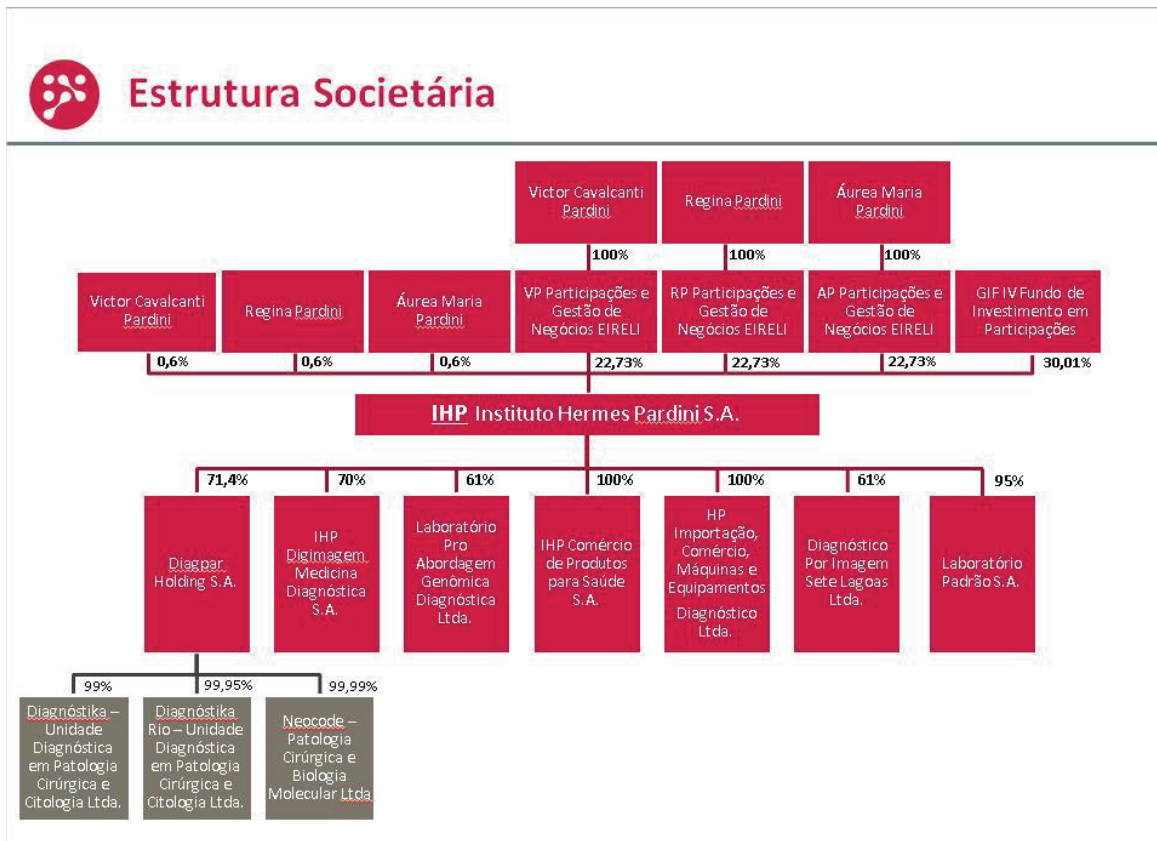 Estrutura Societária
Victor Cavalcanti
Pardini
Regina Pardini
Áurea Maria
Pardini
100%
100%
100%
Victor Cavalcanti
Pardini
Regina Pardini
Áurea Maria
Pardini
VP Participações e
Gestão de
Negócios EIRELI
RP Participações e
Gestão de
Negócios EIRELI
AP Participações e
Gestão de
Negócios EIRELI
GIF IV Fundo de
Investimento em
Participações
0,6%
0,6%
0,6%
22,73%
22,73%
22,73%
30,01%
IHP Instituto Hermes Pardini S.A.
71,4%
70%
61%
100%
100%
61%
95%
Diagpar
Holding S.A.
IHP
Digimagem
Medicina
Diagnóstica
S.A.
Laboratório
Pro
Abordagem
Genômica
Diagnóstica
Ltda.
IHP Comércio
de Produtos
para Saúde
S.A.
HP
Importação,
Comércio,
Máquinas e
Equipamentos
Diagnóstico
Ltda.
Diagnóstico
Por Imagem
Sete Lagoas
Ltda.
Laboratório
Padrão S.A.
99%
99,95%
99,99%
Diagnóstika –
Unidade
Diagnóstica
em Patologia
Cirúrgica e
Citologia Ltda.
Diagnóstika
Rio – Unidade
Diagnóstica
em Patologia
Cirúrgica e
Citologia Ltda.
Neocode –
Patologia
Cirúrgica e
Biologia
Molecular Ltda